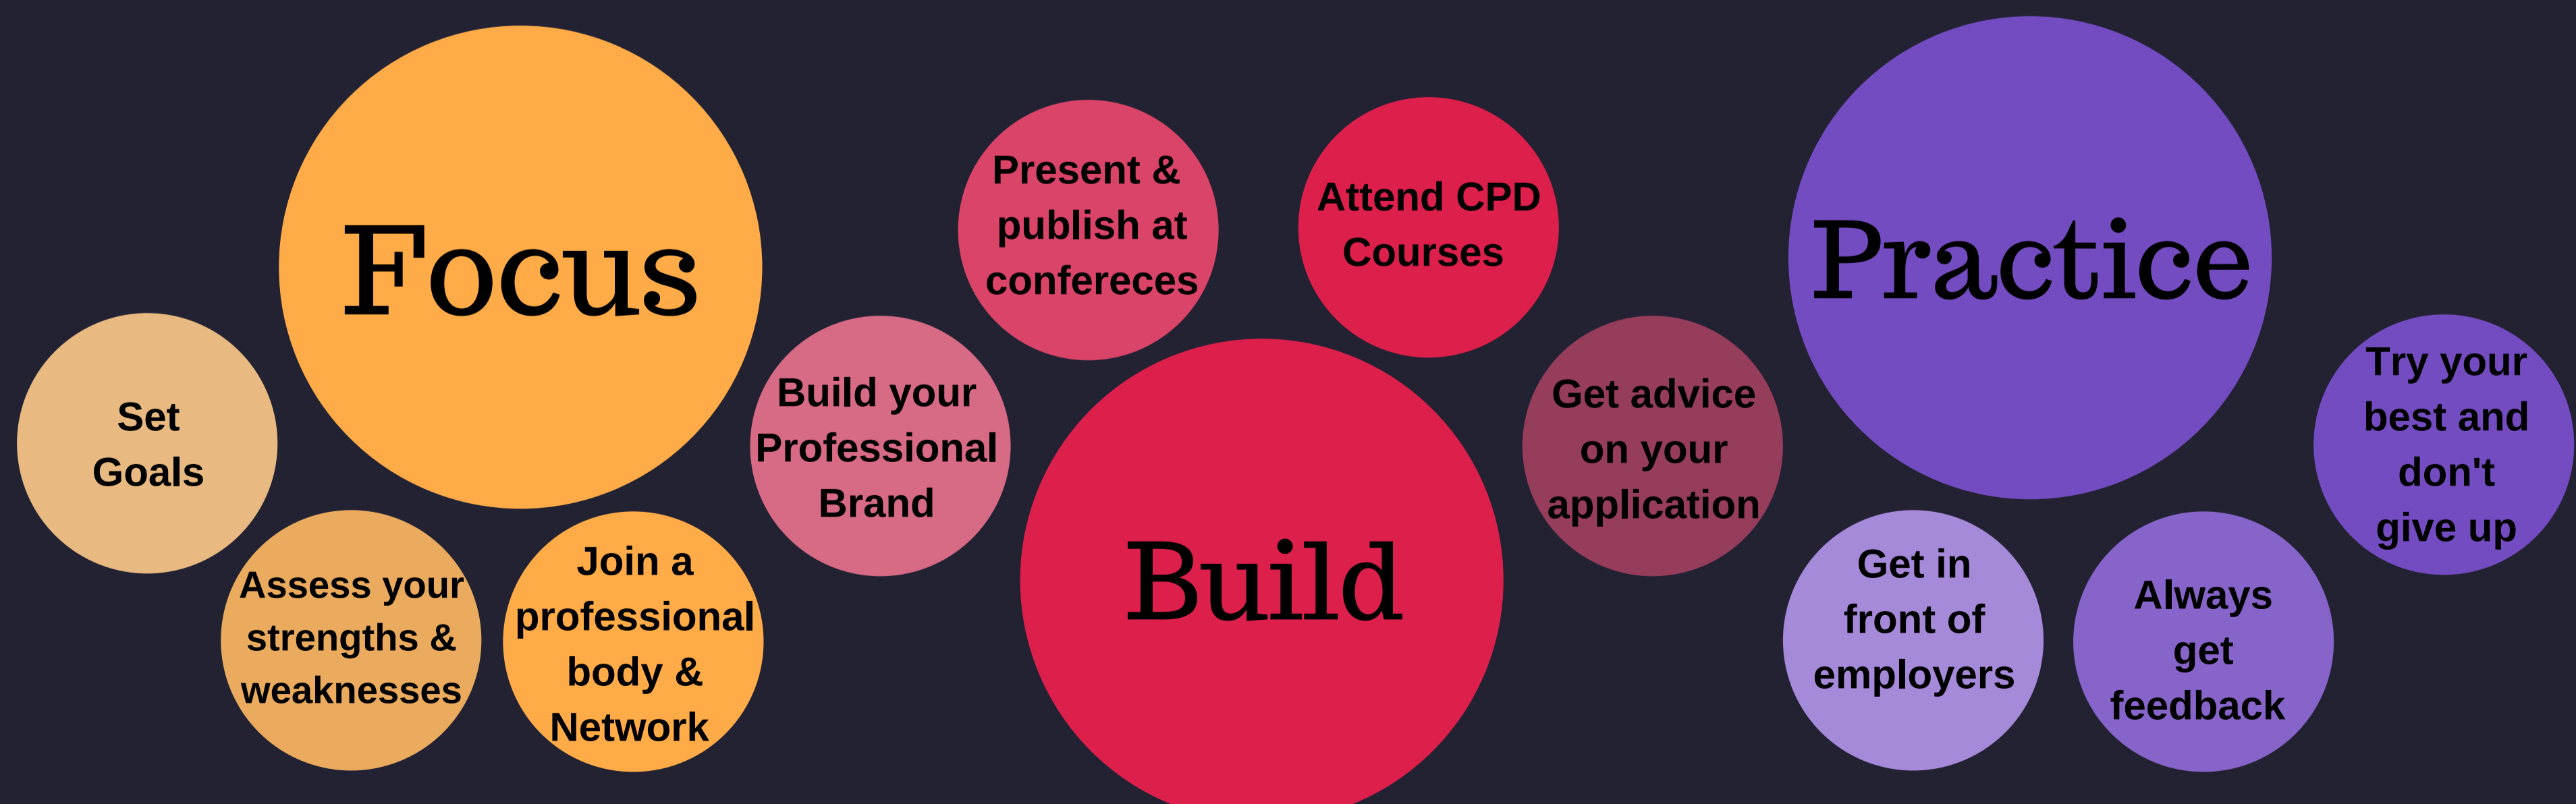 Focus
Set
Goals
Assess your
strengths &
weaknesses
Join a
professional
body &
Network
Build
Build your
Professional
Brand
Present &
publish at
confereces
Attend CPD
Courses
Get advice
on your
application
Practice
Get in
front of
employers
Always
get
feedback
Try your
best and
don't
give up